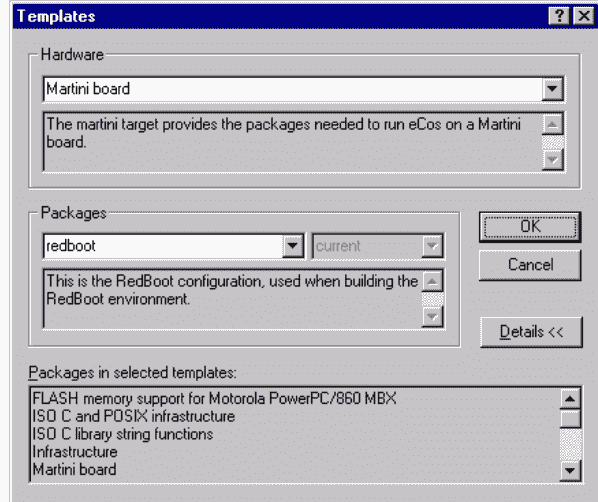 Templates
Hardware
Martini board
The martini target provides the packages needed to run eCos on a Martini
board.
Packages
redboot
current
This is the RedBoot configuration, used when building the
RedBoot environment.
OK
Cancel
Details <<
Packages in selected templates:
FLASH memory support for Motorola PowerPC/860 MBX
ISO C and POSIX infrastructure
ISO C library string functions
Infrastructure
Martini board